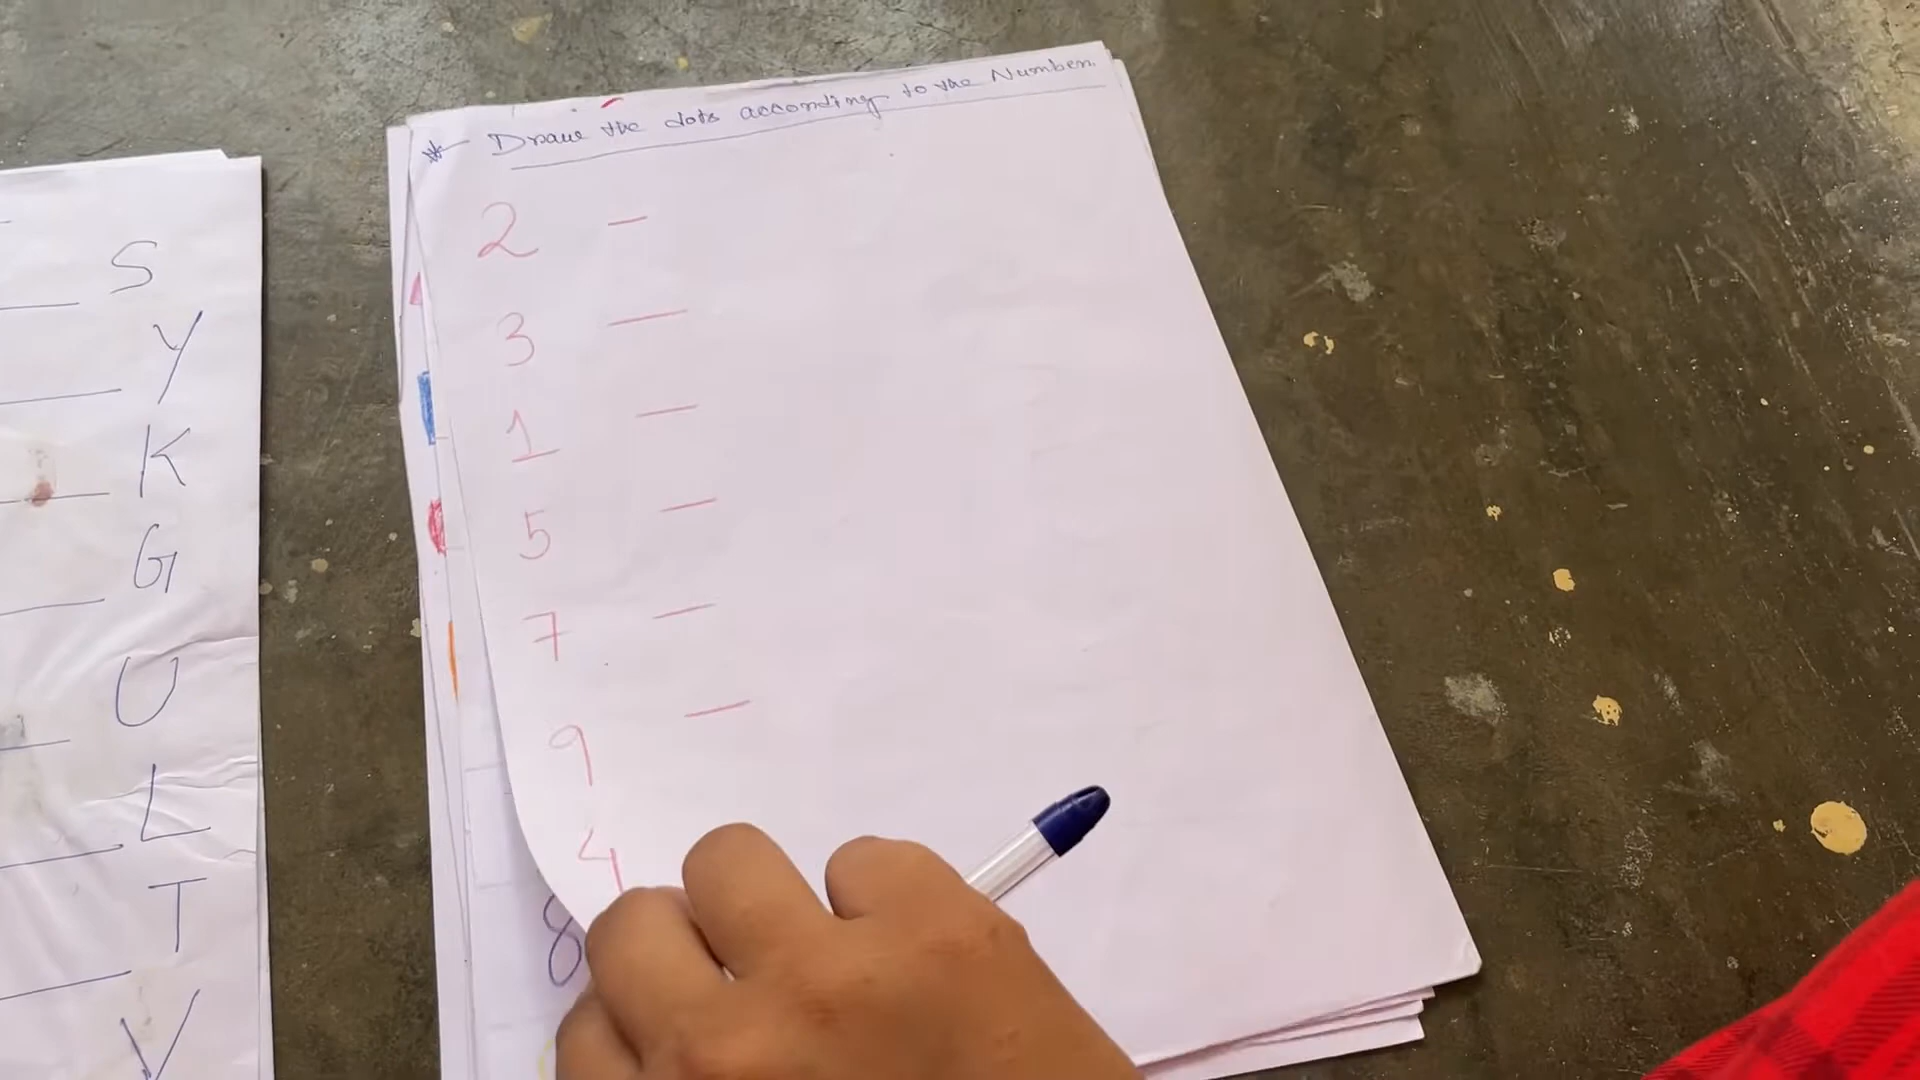 S
Y
K
G
U
L
T
V
* Draw the dots according to the Number.
2 —
3 —
1 —
5 —
7 —
9 —
4
8